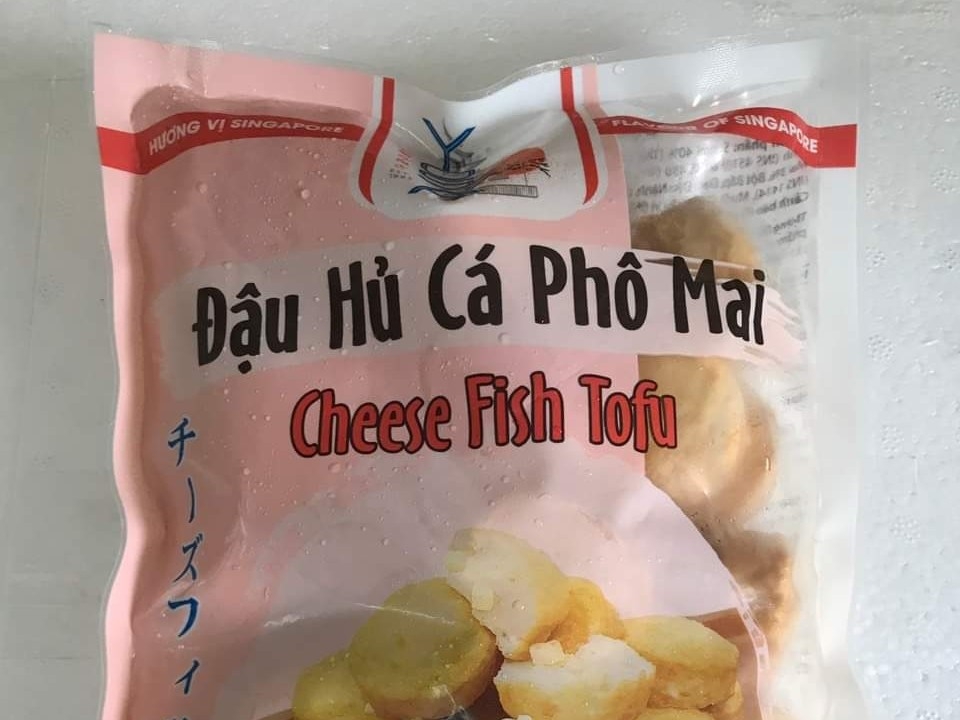 HƯƠNG VỊ SINGAPORE
FLAVOUR OF SINGAPORE
Đậu Hủ Cá Phô Mai
Cheese Fish Tofu
チーズフィ